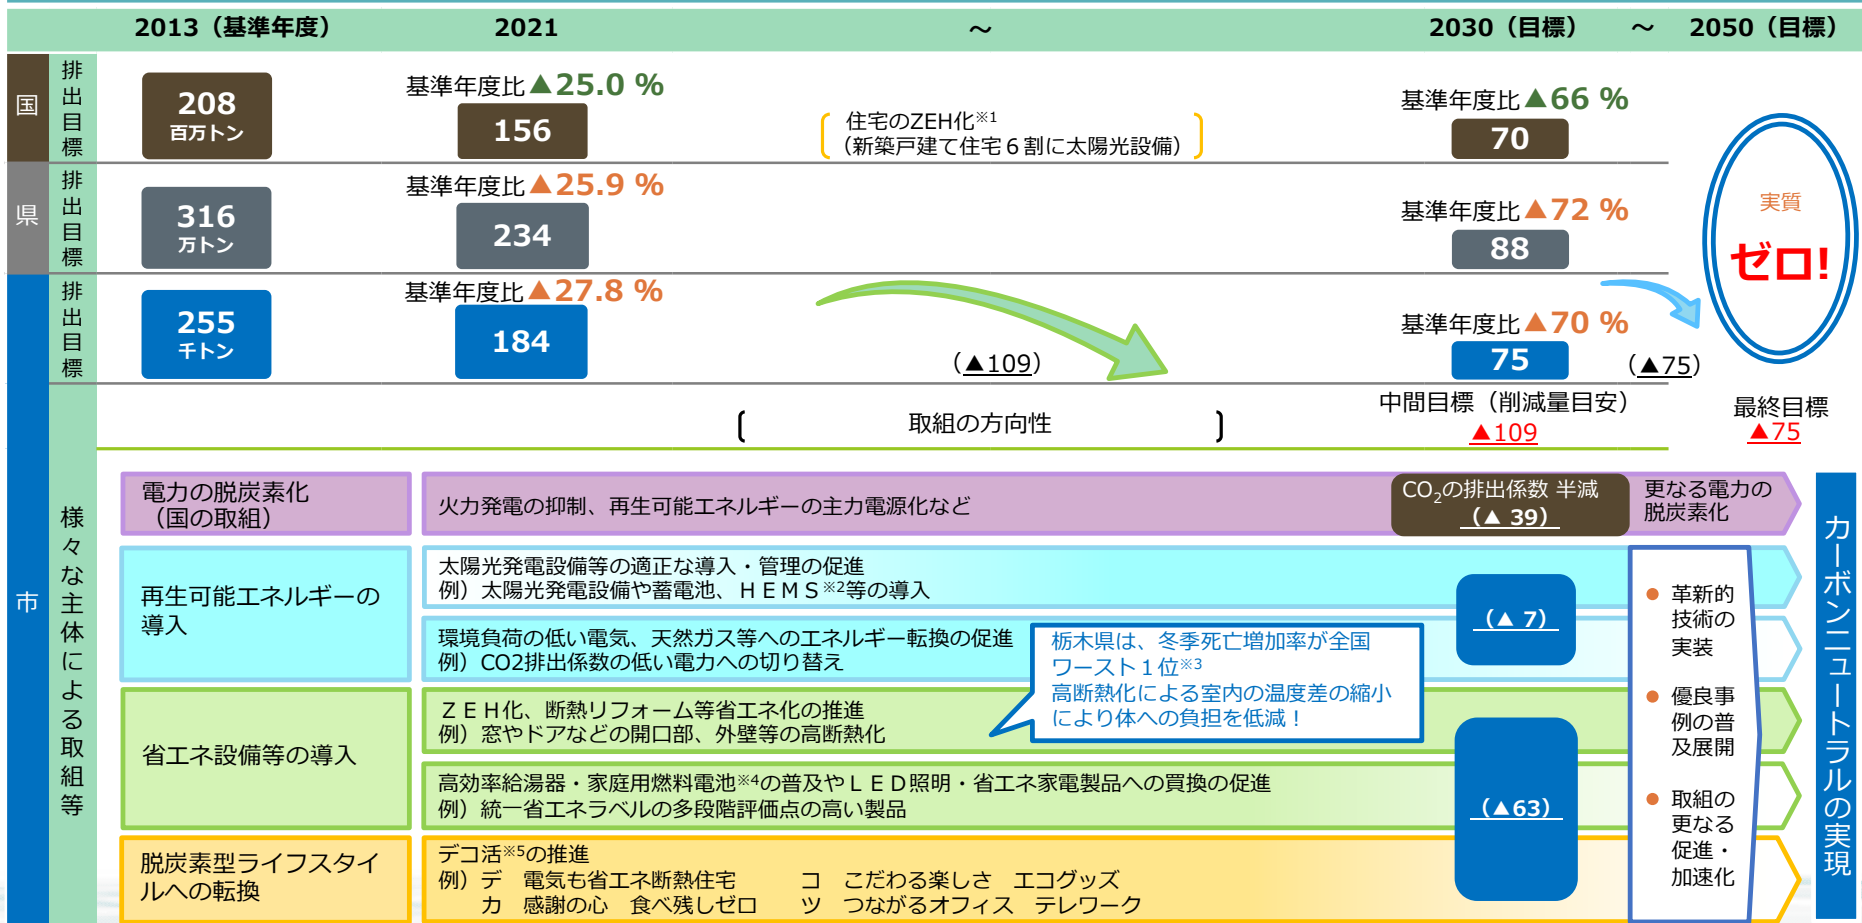 2013（基準年度） 2021 ～ 2030（目標） ～ 2050（目標）
国
排出目標
208
百万トン
基準年度比▲25.0 %
156
住宅のZEH化※1
（新築戸建て住宅６割に太陽光設備）
基準年度比▲66 %
70
県
排出目標
316
万トン
基準年度比▲25.9 %
234
基準年度比▲72 %
88
実質
ゼロ!
市
排出目標
255
千トン
基準年度比▲27.8 %
184
（▲109）
基準年度比▲70 %
75
（▲75）
取組の方向性
中間目標（削減量目安）
▲109
最終目標
▲75
様々な主体による取組等
電力の脱炭素化
（国の取組）
火力発電の抑制、再生可能エネルギーの主力電源化など
CO2の排出係数 半減
（▲ 39）
更なる電力の
脱炭素化
再生可能エネルギーの
導入
太陽光発電設備等の適正な導入・管理の促進
例）太陽光発電設備や蓄電池、ＨＥＭＳ※2等の導入
環境負荷の低い電気、天然ガス等へのエネルギー転換の促進
例）CO2排出係数の低い電力への切り替え
（▲ 7）
栃木県は、冬季死亡増加率が全国
ワースト１位※3
高断熱化による室内の温度差の縮小
により体への負担を低減！
省エネ設備等の導入
ＺＥＨ化、断熱リフォーム等省エネ化の推進
例）窓やドアなどの開口部、外壁等の高断熱化
高効率給湯器・家庭用燃料電池※4の普及やＬＥＤ照明・省エネ家電製品への買換の促進
例）統一省エネラベルの多段階評価点の高い製品
（▲63）
脱炭素型ライフスタイ
ルへの転換
デコ活※5の推進
例）デ　電気も省エネ断熱住宅　　　コ　こだわる楽しさ　エコグッズ
カ　感謝の心　食べ残しゼロ　　ツ　つながるオフィス　テレワーク
● 革新的
技術の
実装
● 優良事
例の普
及展開
● 取組の
更なる
促進・
加速化
カーボンニュートラルの実現